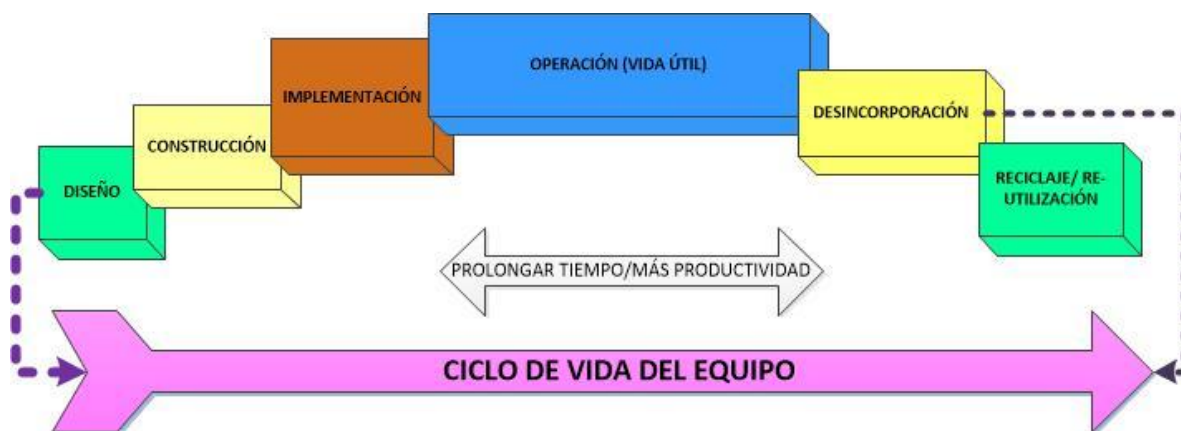 DISEÑO
CONSTRUCCIÓN
IMPLEMENTACIÓN
OPERACIÓN (VIDA ÚTIL)
DESINCORPORACIÓN
RECICLAJE/ RE-
UTILIZACIÓN
PROLONGAR TIEMPO/MÁS PRODUCTIVIDAD
CICLO DE VIDA DEL EQUIPO